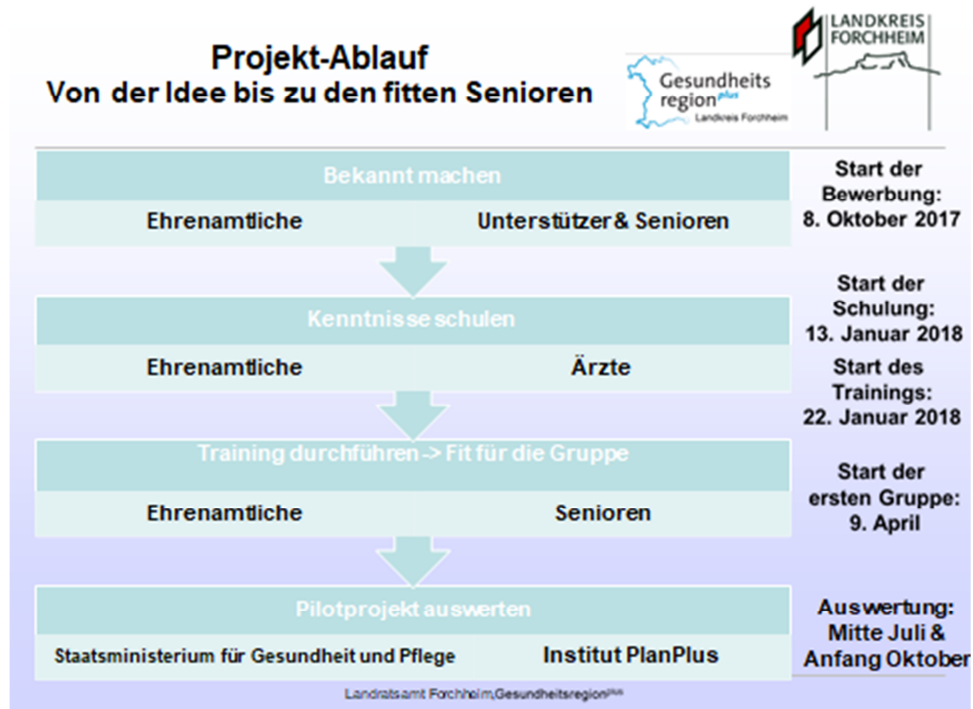 Projekt-Ablauf
Von der Idee bis zu den fitten Senioren
Gesundheits
region plus
Landkreis Forchheim
LANDKREIS
FORCHHEIM
Bekannt machen
Ehrenamtliche
Unterstützer & Senioren
Start der
Bewerbung:
8. Oktober 2017
Kenntnisse schulen
Ehrenamtliche
Ärzte
Start der
Schulung:
13. Januar 2018
Start des
Trainings:
22. Januar 2018
Training durchführen -> Fit für die Gruppe
Ehrenamtliche
Senioren
Start der
ersten Gruppe:
9. April
Pilotprojekt auswerten
Staatsministerium für Gesundheit und Pflege
Institut PlanPlus
Auswertung:
Mitte Juli &
Anfang Oktober
Landratsamt Forchheim, Gesundheitsregion plus